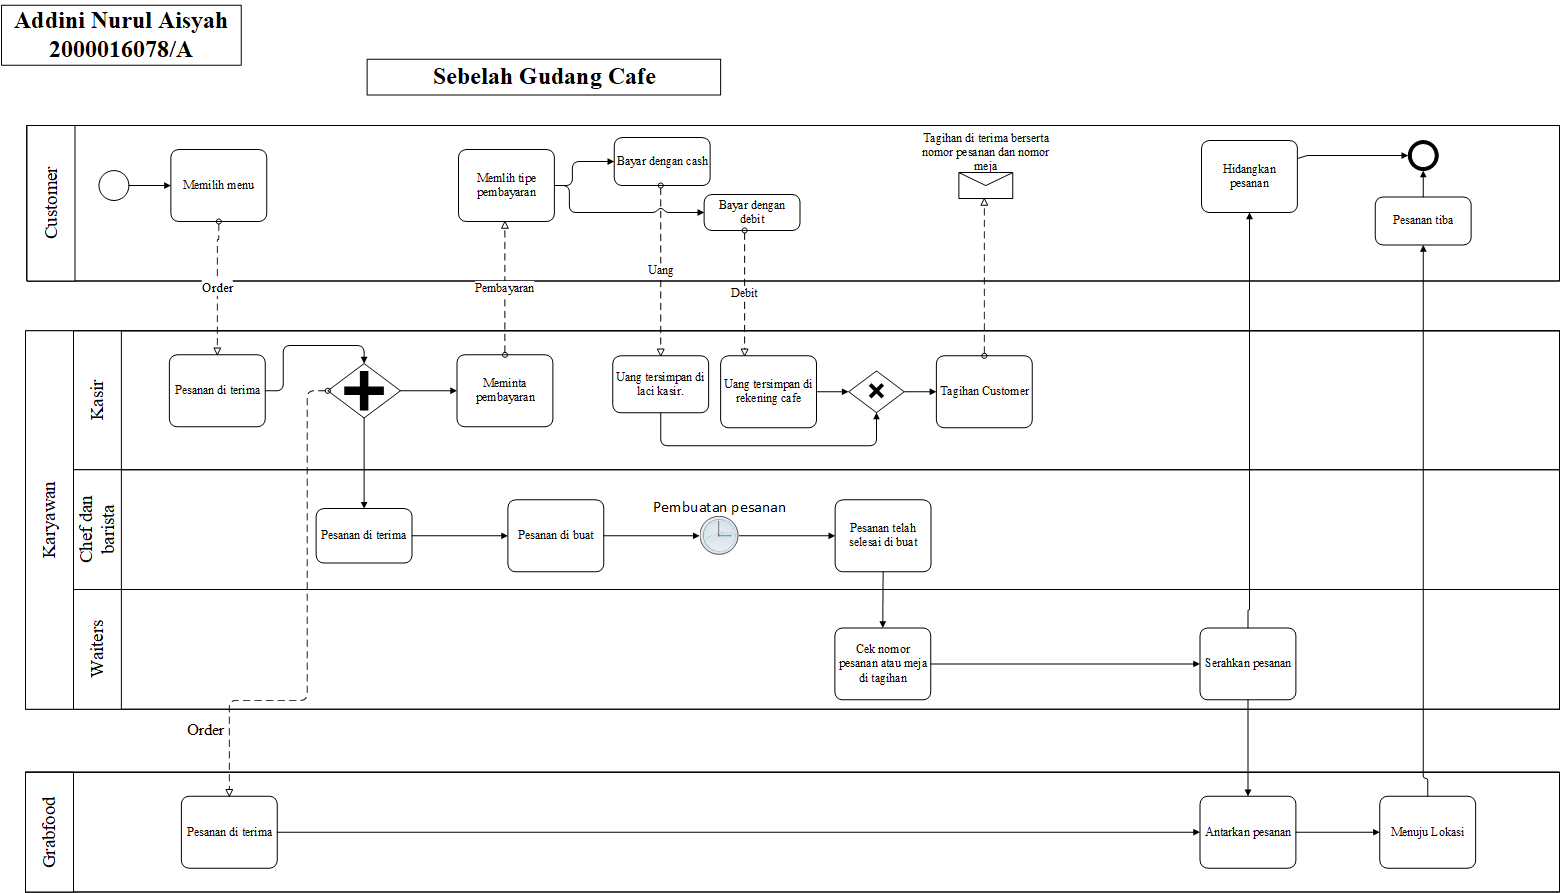 Addini Nurul Aisyah
2000016078/A
Sebelah Gudang Cafe
Customer
Memilih menu
Memlih tipe
pembayaran
Bayar dengan cash
Bayar dengan
debit
Tagihan di terima berserta
nomor pesanan dan nomor
meja
Hidangkan
pesanan
Pesanan tiba
Order
Pembayaran
Uang
Debit
Karyawan
Kasir
Pesanan di terima
Meminta
pembayaran
Uang tersimpan di
laci kasir.
Uang tersimpan di
rekening cafe
Tagihan Customer
Chef dan
barista
Pesanan di terima
Pesanan di buat
Pembuatan pesanan
Pesanan telah
selesai di buat
Waiters
Cek nomor
pesanan atau meja
di tagihan
Serahkan pesanan
Order
Grabfood
Pesanan di terima
Antarkan pesanan
Menuju Lokasi